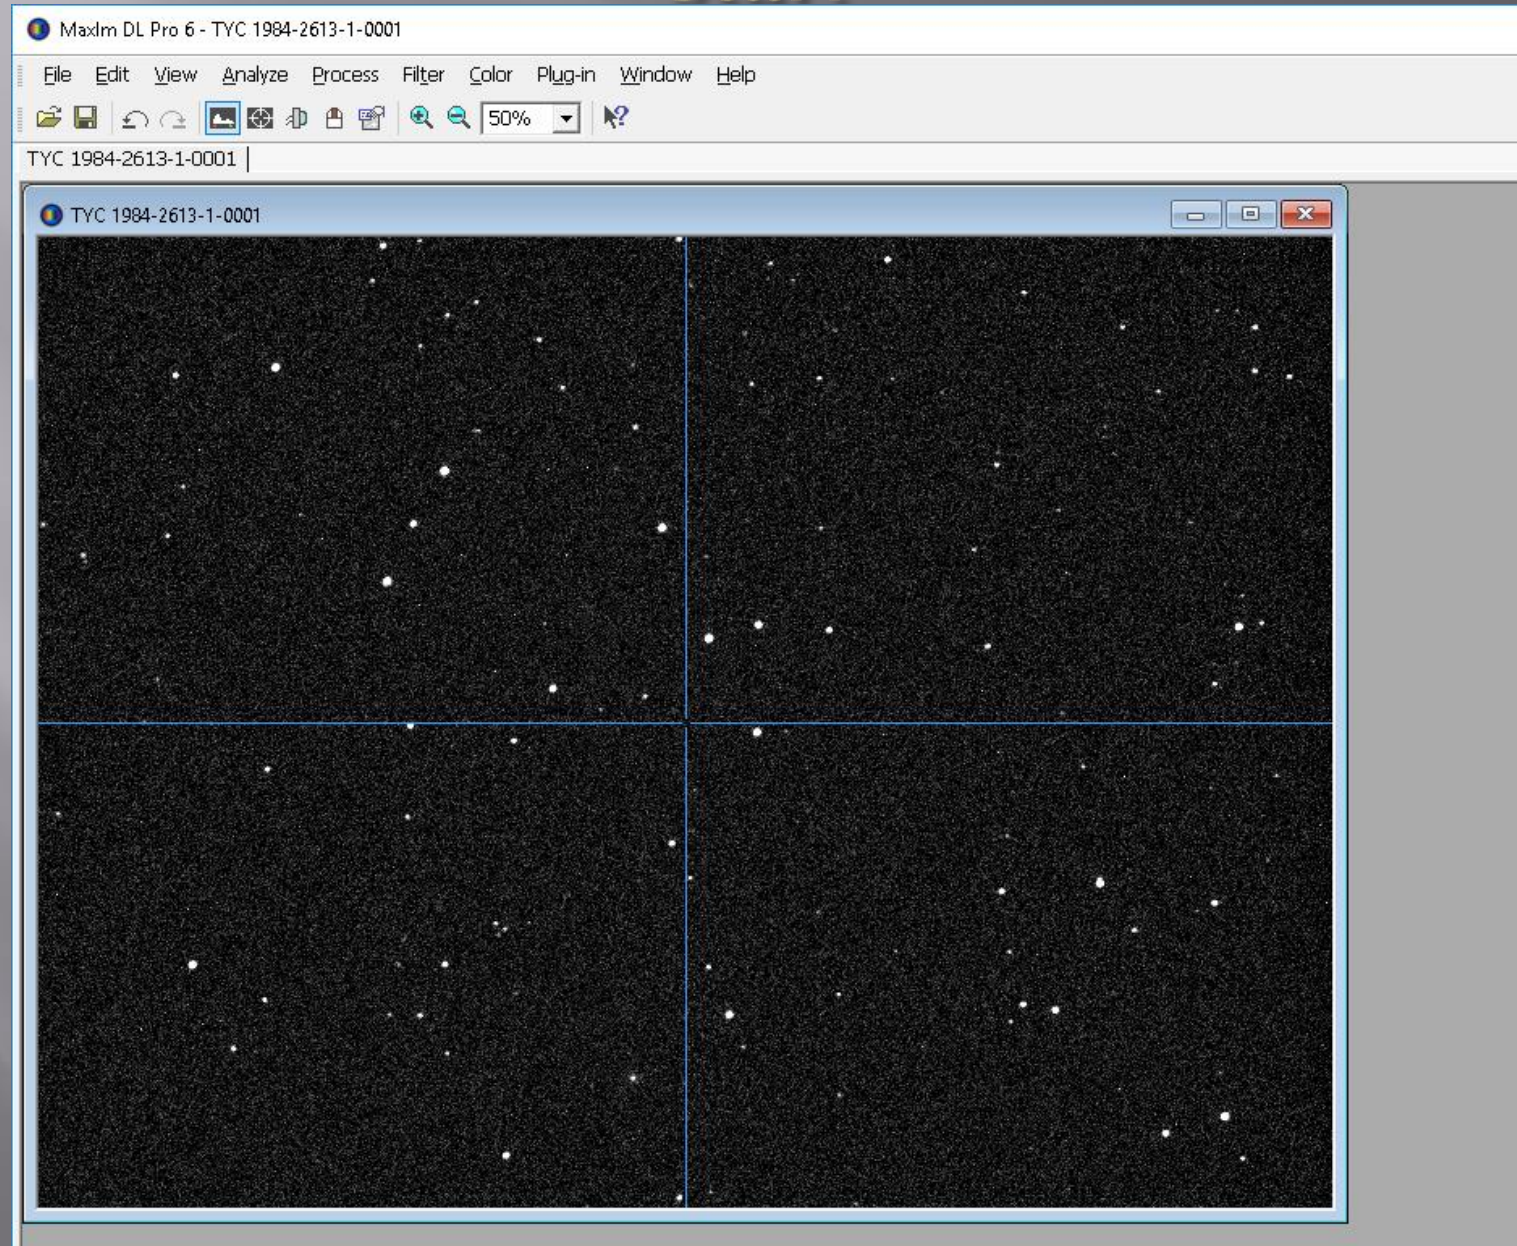 MaxIm DL Pro 6 - TYC 1984-2613-1-0001
File Edit View Analyze Process Filter Color Plug-in Window Help
50%
TYC 1984-2613-1-0001
TYC 1984-2613-1-0001